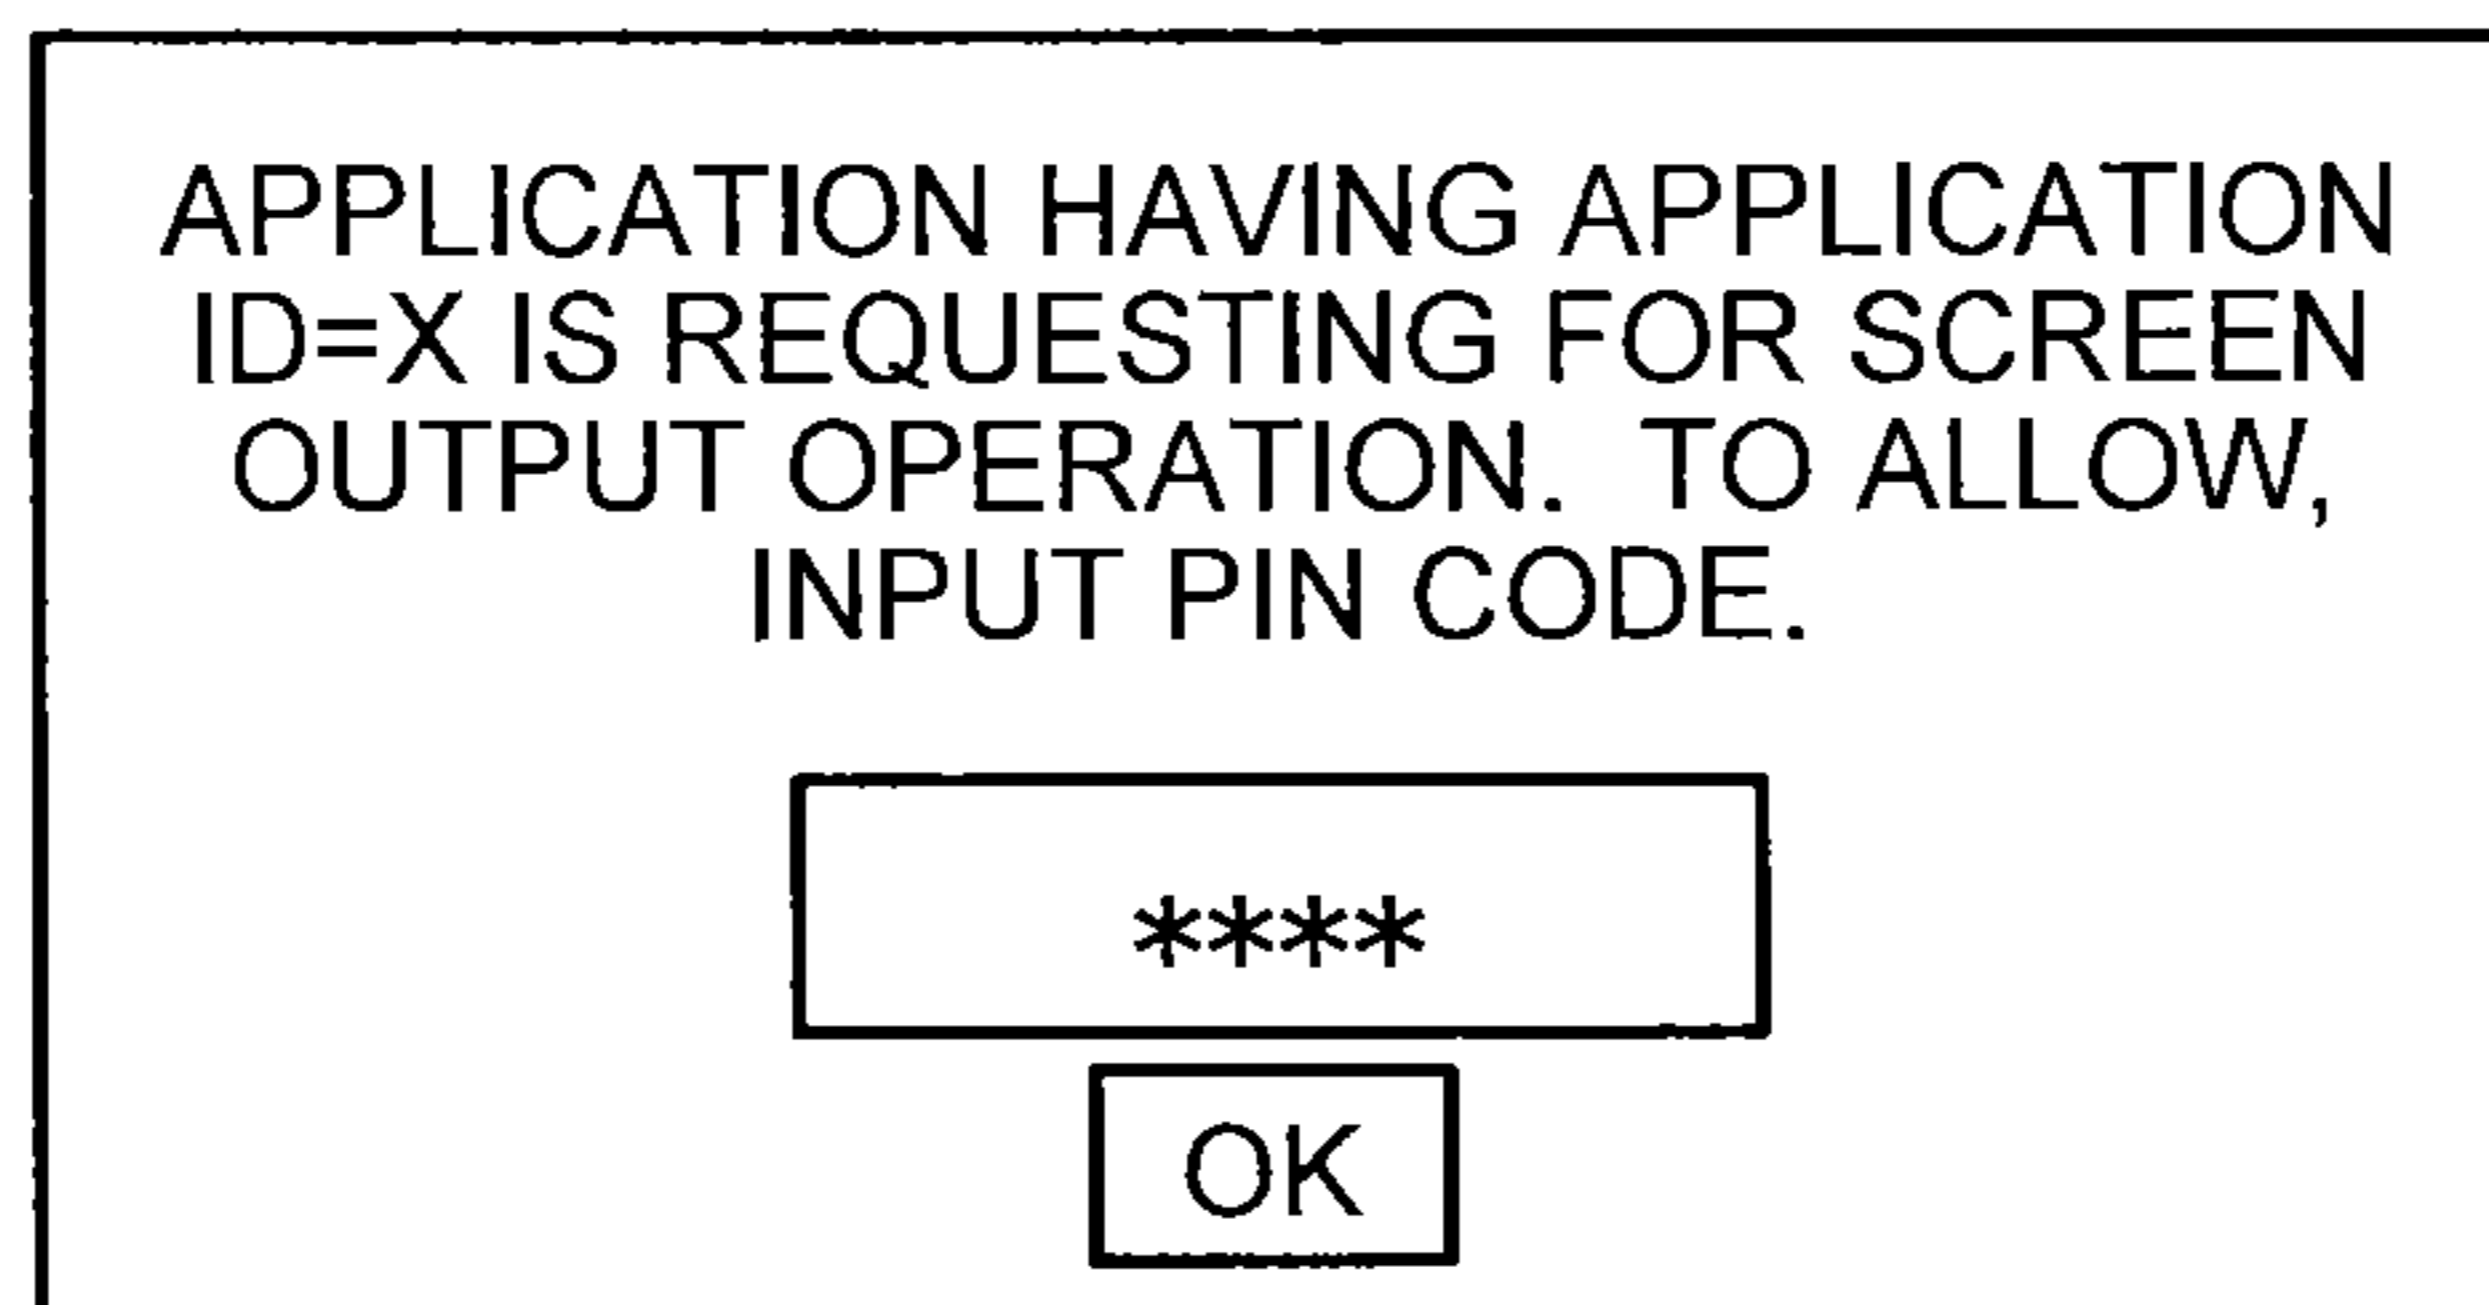 APPLICATION HAVING APPLICATION
ID=X IS REQUESTING FOR SCREEN
OUTPUT OPERATION. TO ALLOW,
INPUT PIN CODE.
****
OK